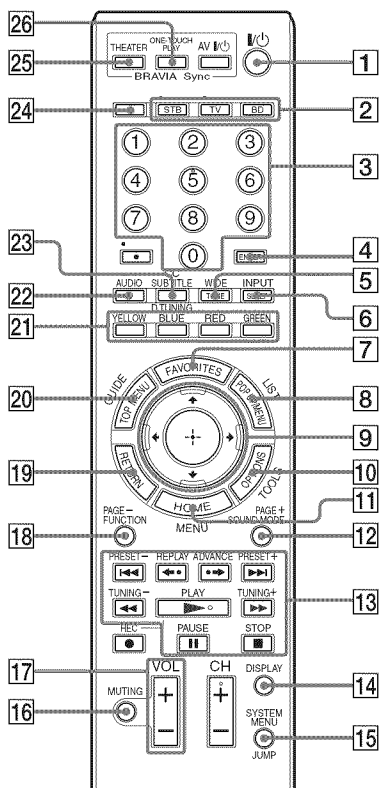 26
THEATER
ONE-TOUCH
PLAY
AV I/⏻
I/⏻
25
BRAVIA Sync
1
24
STB
TV
BD
2
1
2
3
3
4
5
6
7
8
9
23
0
4
5
22
AUDIO
SUBTITLE
WIDE
INPUT
D.TUNING
6
21
YELLOW
BLUE
RED
GREEN
7
FAVORITES
20
GUIDE
TOP MENU
LIST
POP UP/MENU
8
9
19
RETURN
OPTIONS
TOOLS
10
HOME
MENU
11
PAGE−
FUNCTION
18
PAGE+
SOUND MODE
12
PRESET−
REPLAY
ADVANCE
PRESET+
TUNING−
PLAY
TUNING+
13
REC
PAUSE
STOP
17
VOL
CH
DISPLAY
14
MUTING
16
+
+
−
−
SYSTEM
MENU
15
JUMP